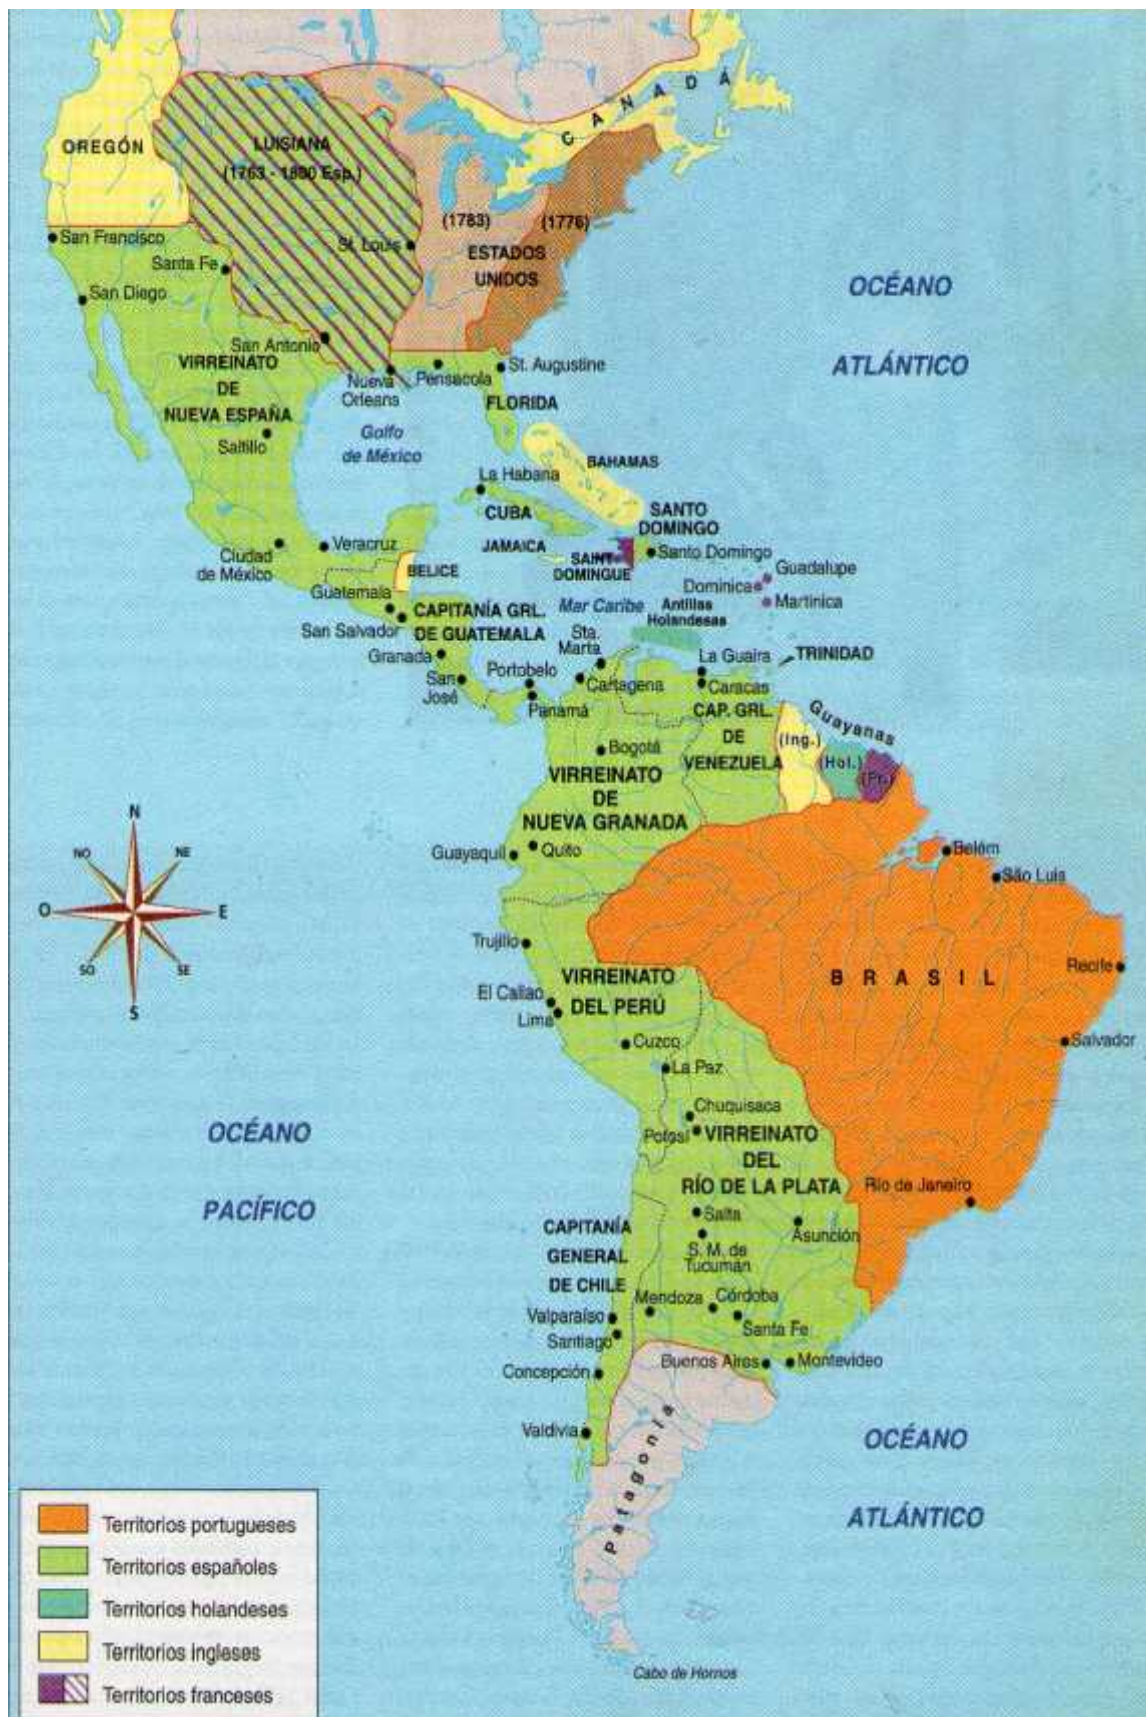 CANADÁ
OREGÓN
LUISIANA
(1763 - 1800 Esp.)
(1783)
(1776)
ESTADOS
UNIDOS
San Francisco
St. Louis
Santa Fe
San Diego
OCÉANO
ATLÁNTICO
San Antonio
VIRREINATO
DE
NUEVA ESPAÑA
Nueva
Orleans
Pensacola
St. Augustine
FLORIDA
Saltillo
Golfo
de México
BAHAMAS
La Habana
CUBA
SANTO
DOMINGO
JAMAICA
SAINT-
DOMINGUE
Santo Domingo
Ciudad
de México
Veracruz
BELICE
Guadalupe
Dominica
Martinica
Guatemala
San Salvador
CAPITANÍA GRL.
DE GUATEMALA
Mar Caribe
Antillas
Holandesas
Granada
San
José
Portobelo
Panamá
Sta.
Marta
Cartagena
La Guaira
TRINIDAD
Caracas
CAP. GRL.
DE
VENEZUELA
Guayanas
(Ing.)
(Hol.)
(Fr.)
Bogotá
VIRREINATO
DE
NUEVA GRANADA
Guayaquil
Quito
Belém
São Luis
N
NO
NE
O
E
SO
SE
S
Trujillo
VIRREINATO
DEL PERÚ
BRASIL
Recife
El Callao
Lima
Cuzco
Salvador
La Paz
Chuquisaca
Potosí
VIRREINATO
DEL
RÍO DE LA PLATA
OCÉANO
PACÍFICO
Río de Janeiro
Salta
Asunción
S. M. de
Tucumán
CAPITANÍA
GENERAL
DE CHILE
Mendoza
Córdoba
Valparaíso
Santa Fe
Santiago
Buenos Aires
Montevideo
Concepción
Valdivia
Patagonia
OCÉANO
ATLÁNTICO
Cabo de Hornos
Territorios portugueses
Territorios españoles
Territorios holandeses
Territorios ingleses
Territorios franceses